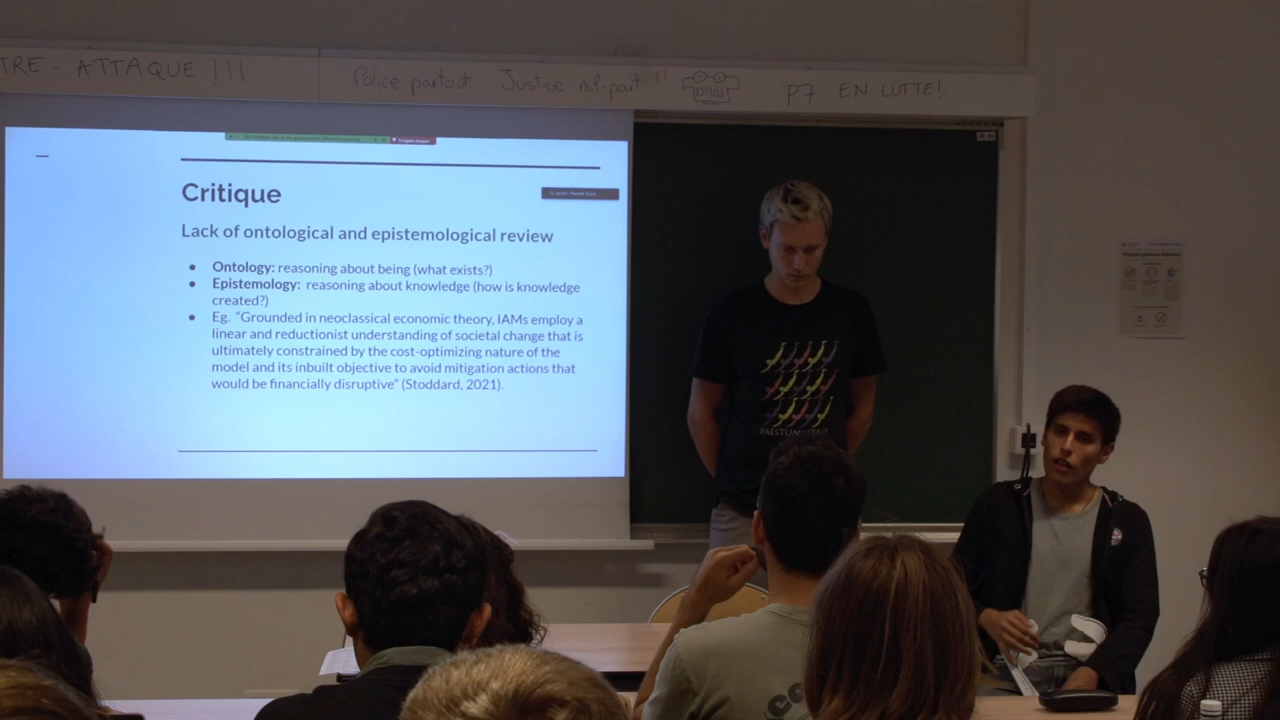 TRE - ATTAQUE !!!
Police partout Justice nul-part !! P7 EN LUTTE!
Critique
Lack of ontological and epistemological review
Ontology: reasoning about being (what exists?)
Epistemology: reasoning about knowledge (how is knowledge
created?)
Eg. “Grounded in neoclassical economic theory, IAMs employ a
linear and reductionist understanding of societal change that is
ultimately constrained by the cost-optimizing nature of the
model and its inbuilt objective to avoid mitigation actions that
would be financially disruptive” (Stoddard, 2021).